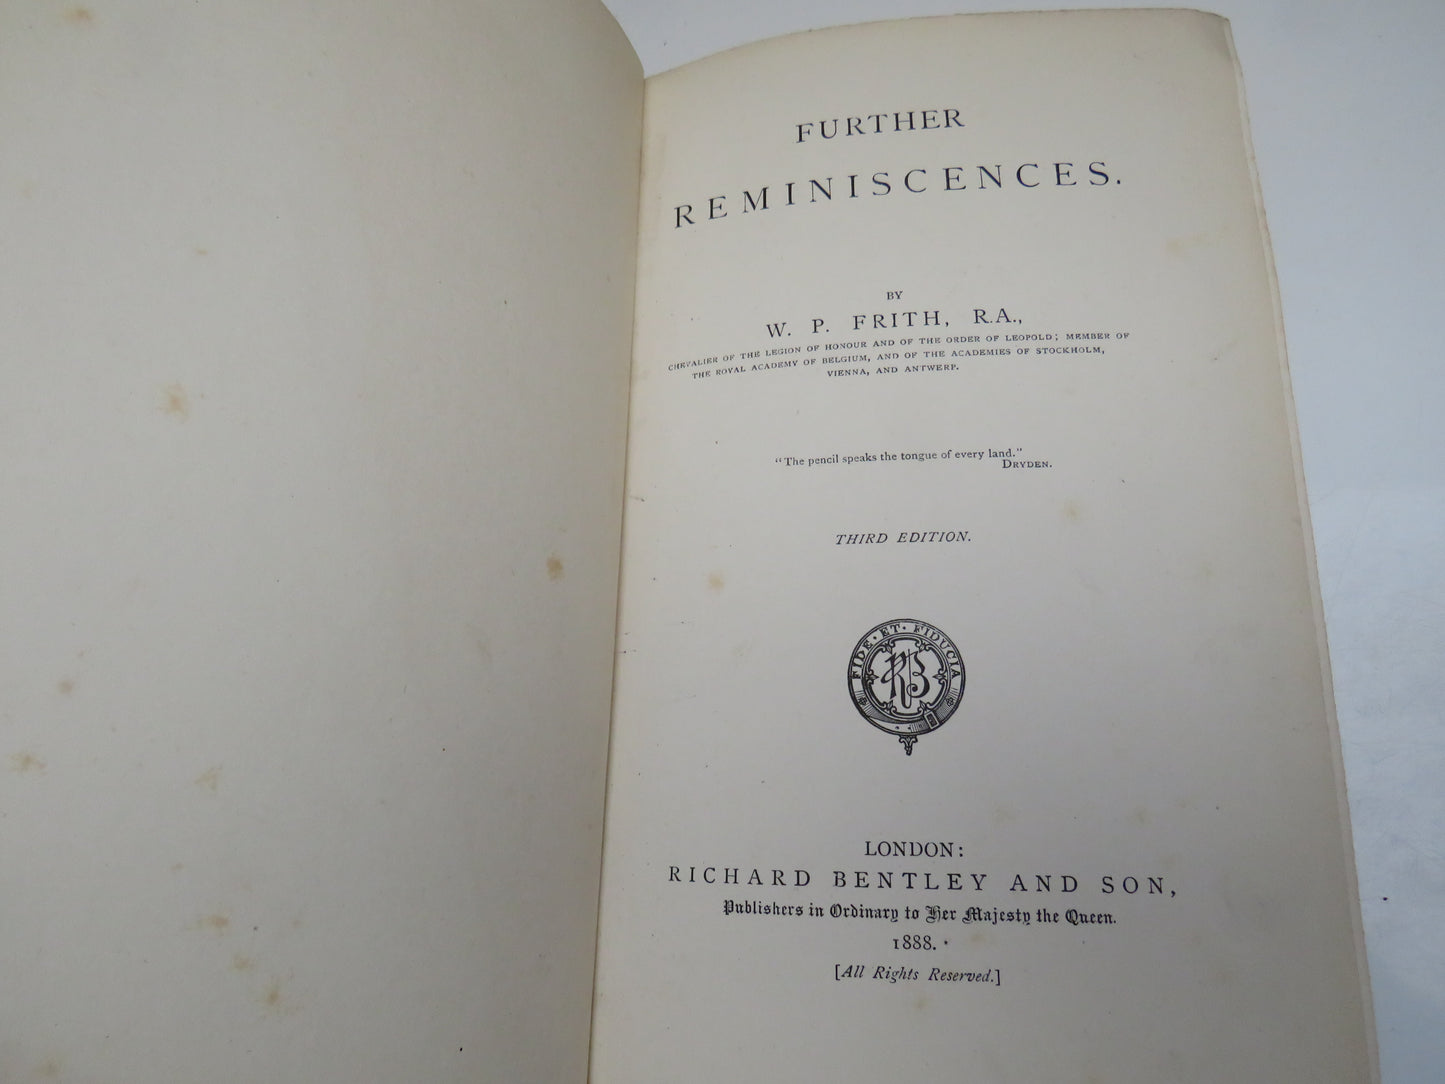 FURTHER
REMINISCENCES.
BY
W. P. FRITH, R.A.,
CHEVALIER OF THE LEGION OF HONOUR AND OF THE ORDER OF LEOPOLD; MEMBER OF
THE ROYAL ACADEMY OF BELGIUM, AND OF THE ACADEMIES OF STOCKHOLM,
VIENNA, AND ANTWERP.
"The pencil speaks the tongue of every land."
DRYDEN.
THIRD EDITION.
FIDE · ET · FIDUCIA
RB
LONDON:
RICHARD BENTLEY AND SON,
Publishers in Ordinary to Her Majesty the Queen.
1888.
[All Rights Reserved.]